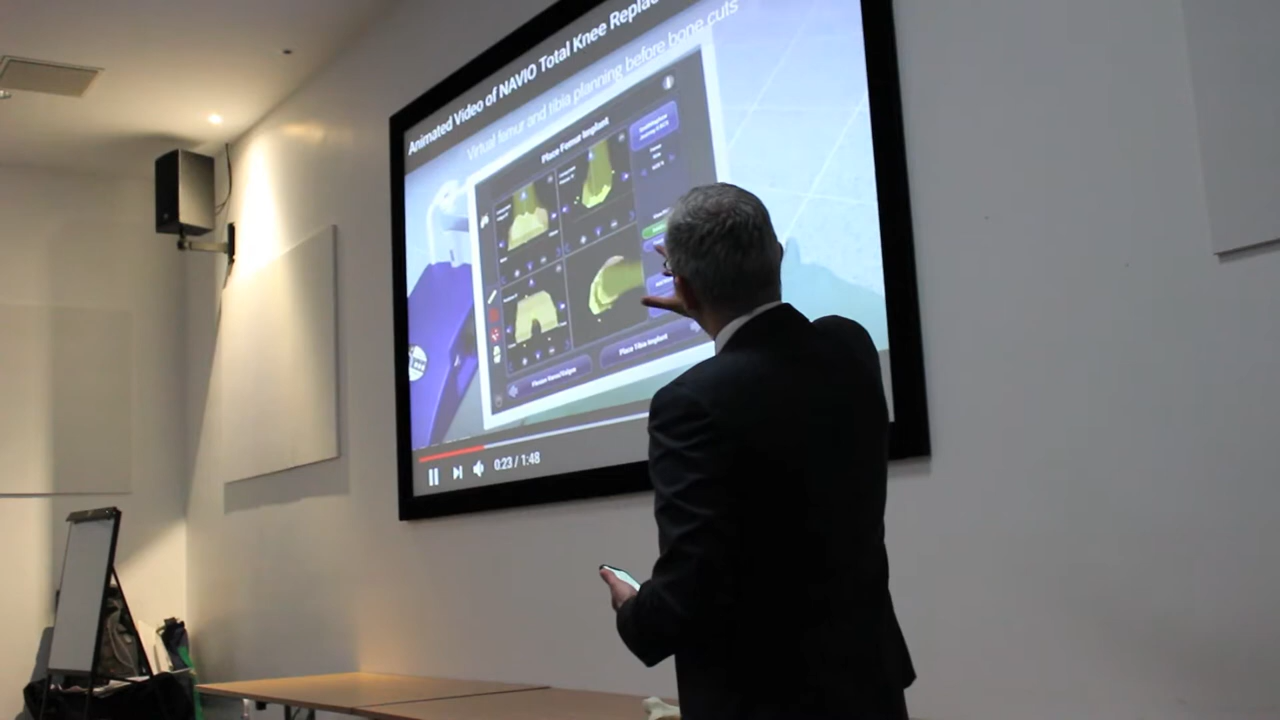 Animated Video of NAVIO Total Knee Replac
Virtual femur and tibia planning before bone cuts
Place Femur Implant
Place Tibia Implant
0:23 / 1:48